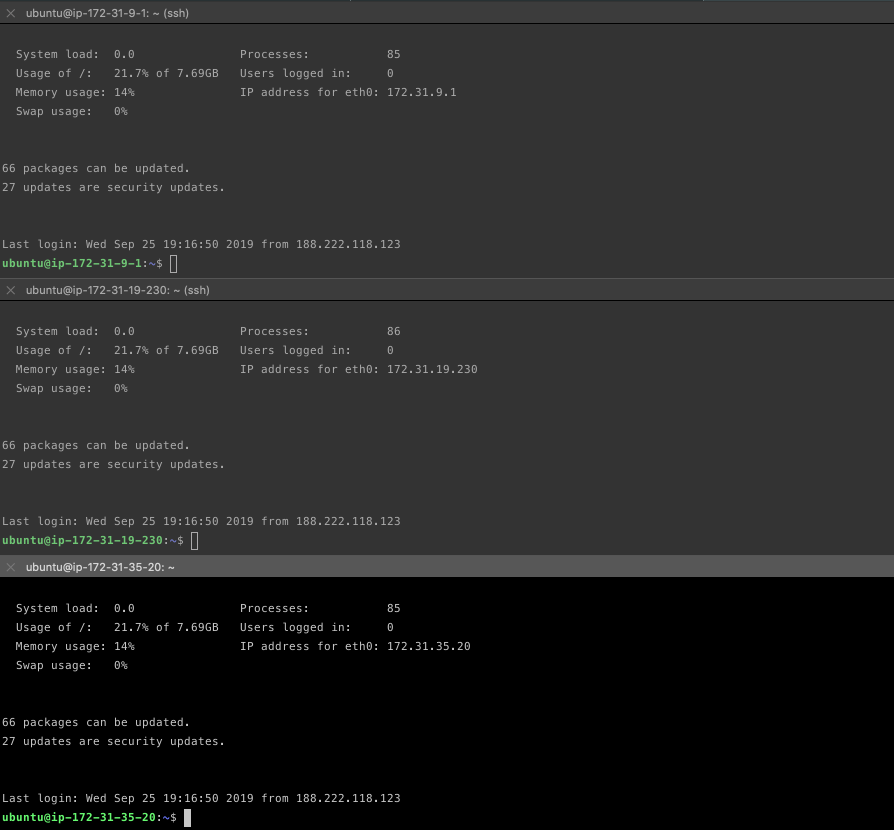 ubuntu@ip-172-31-9-1: ~ (ssh)
System load:  0.0               Processes:           85
Usage of /:   21.7% of 7.69GB   Users logged in:     0
Memory usage: 14%               IP address for eth0: 172.31.9.1
Swap usage:   0%
66 packages can be updated.
27 updates are security updates.
Last login: Wed Sep 25 19:16:50 2019 from 188.222.118.123
ubuntu@ip-172-31-9-1:~$
ubuntu@ip-172-31-19-230: ~ (ssh)
System load:  0.0               Processes:           86
Usage of /:   21.7% of 7.69GB   Users logged in:     0
Memory usage: 14%               IP address for eth0: 172.31.19.230
Swap usage:   0%
66 packages can be updated.
27 updates are security updates.
Last login: Wed Sep 25 19:16:50 2019 from 188.222.118.123
ubuntu@ip-172-31-19-230:~$
ubuntu@ip-172-31-35-20: ~
System load:  0.0               Processes:           85
Usage of /:   21.7% of 7.69GB   Users logged in:     0
Memory usage: 14%               IP address for eth0: 172.31.35.20
Swap usage:   0%
66 packages can be updated.
27 updates are security updates.
Last login: Wed Sep 25 19:16:50 2019 from 188.222.118.123
ubuntu@ip-172-31-35-20:~$